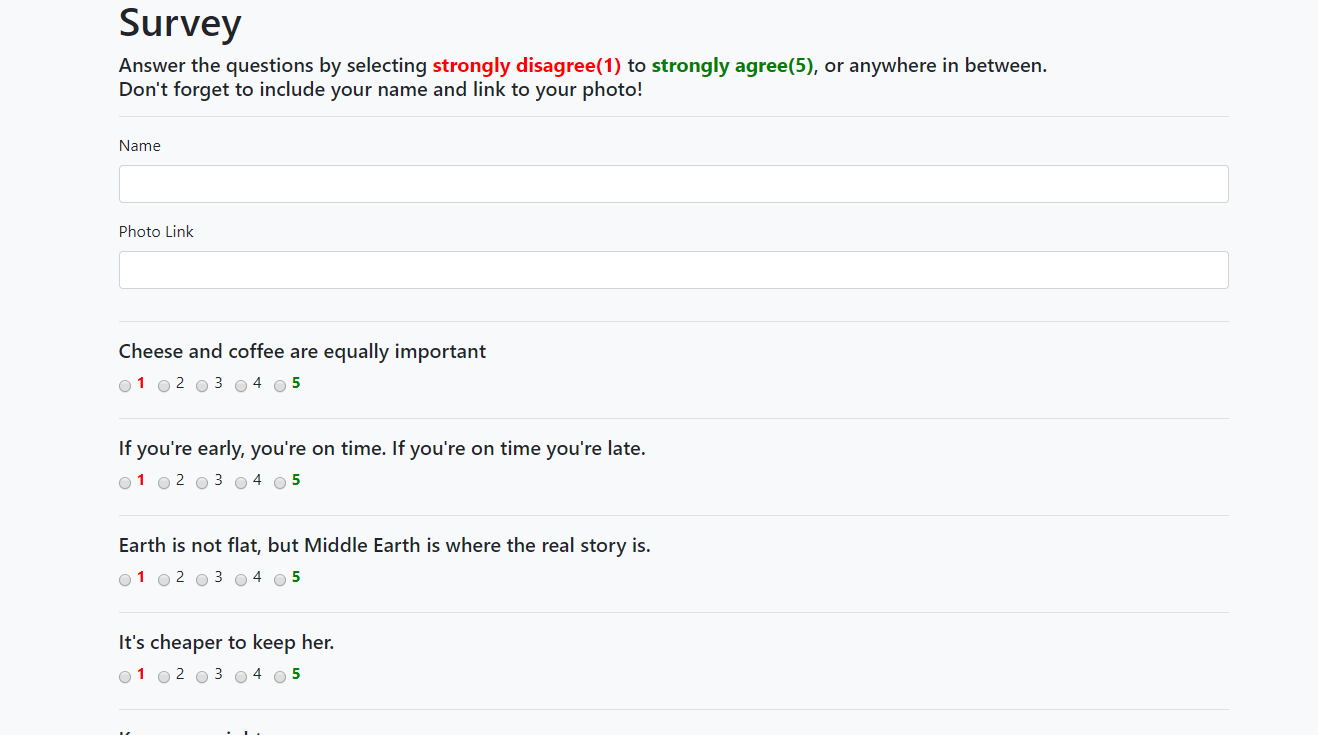 Survey
Answer the questions by selecting strongly disagree(1) to strongly agree(5), or anywhere in between.
Don't forget to include your name and link to your photo!
Name
Photo Link
Cheese and coffee are equally important
1 2 3 4 5
If you're early, you're on time. If you're on time you're late.
1 2 3 4 5
Earth is not flat, but Middle Earth is where the real story is.
1 2 3 4 5
It's cheaper to keep her.
1 2 3 4 5